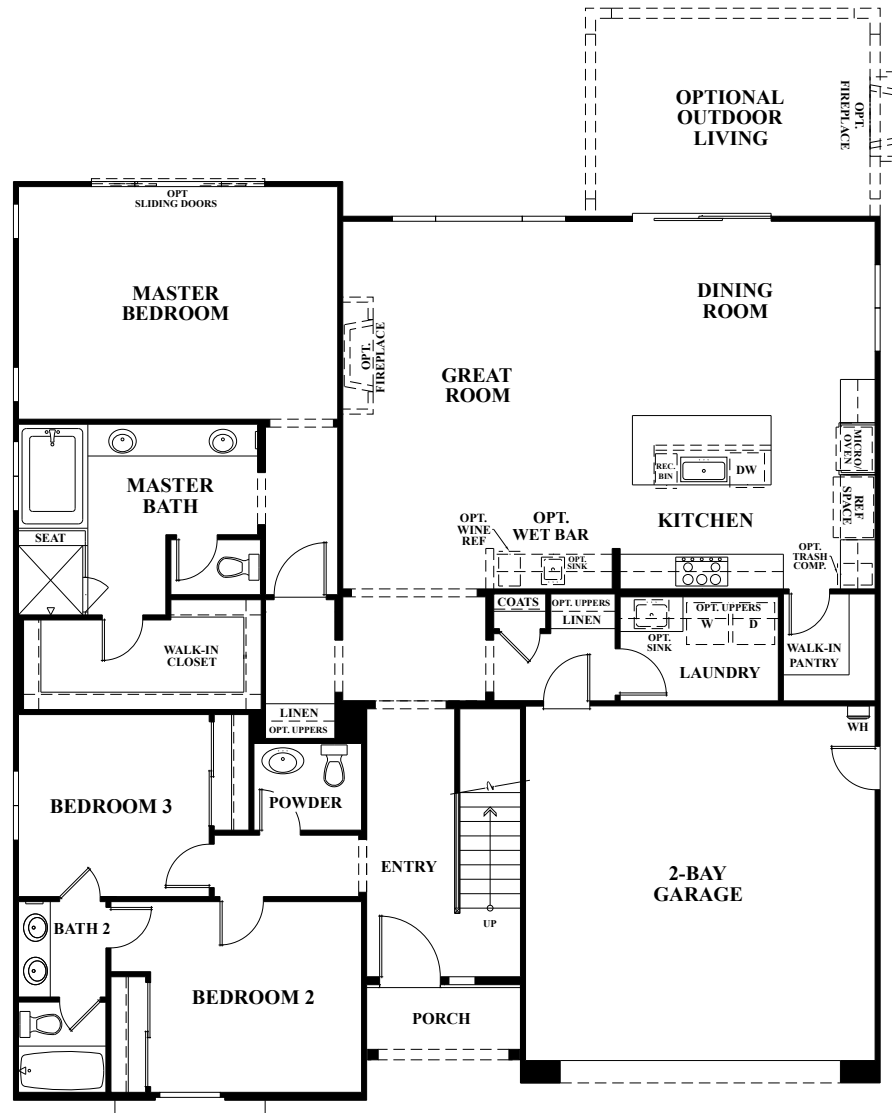 OPTIONAL
OUTDOOR
LIVING
OPT.
FIREPLACE
OPT
SLIDING DOORS
MASTER
BEDROOM
DINING
ROOM
OPT.
FIREPLACE
GREAT
ROOM
MASTER
BATH
SEAT
REC.
BIN
DW
MICRO/
OVEN
REF
SPACE
KITCHEN
OPT.
WINE
REF
OPT.
WET BAR
OPT.
SINK
OPT.
TRASH
COMP.
COATS
OPT. UPPERS
LINEN
OPT. UPPERS
W
D
OPT.
SINK
LAUNDRY
WALK-IN
PANTRY
WALK-IN
CLOSET
LINEN
OPT. UPPERS
WH
BEDROOM 3
POWDER
ENTRY
2-BAY
GARAGE
UP
BATH 2
BEDROOM 2
PORCH